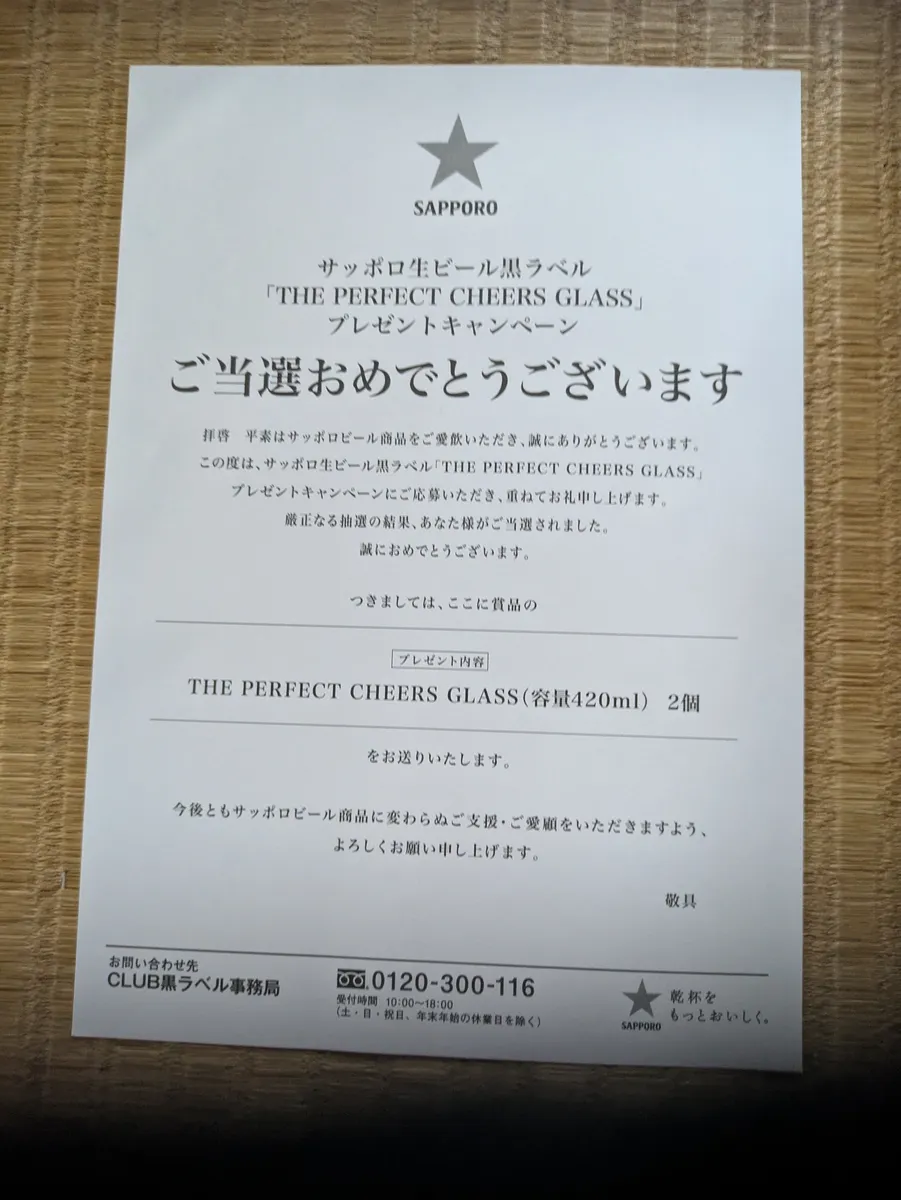 SAPPORO
サッポロ生ビール黒ラベル
「THE PERFECT CHEERS GLASS」
プレゼントキャンペーン
ご当選おめでとうございます
拝啓　平素はサッポロビール商品をご愛飲いただき、誠にありがとうございます。
この度は、サッポロ生ビール黒ラベル「THE PERFECT CHEERS GLASS」
プレゼントキャンペーンにご応募いただき、重ねてお礼申し上げます。
厳正なる抽選の結果、あなた様がご当選されました。
誠におめでとうございます。
つきましては、ここに賞品の
プレゼント内容
THE PERFECT CHEERS GLASS（容量420ml）　2個
をお送りいたします。
今後ともサッポロビール商品に変わらぬご支援・ご愛顧をいただきますよう、
よろしくお願い申し上げます。
敬具
お問い合わせ先
CLUB黒ラベル事務局
0120-300-116
受付時間　10:00〜18:00
（土・日・祝日、年末年始の休業日を除く）
SAPPORO
乾杯を
もっとおいしく。